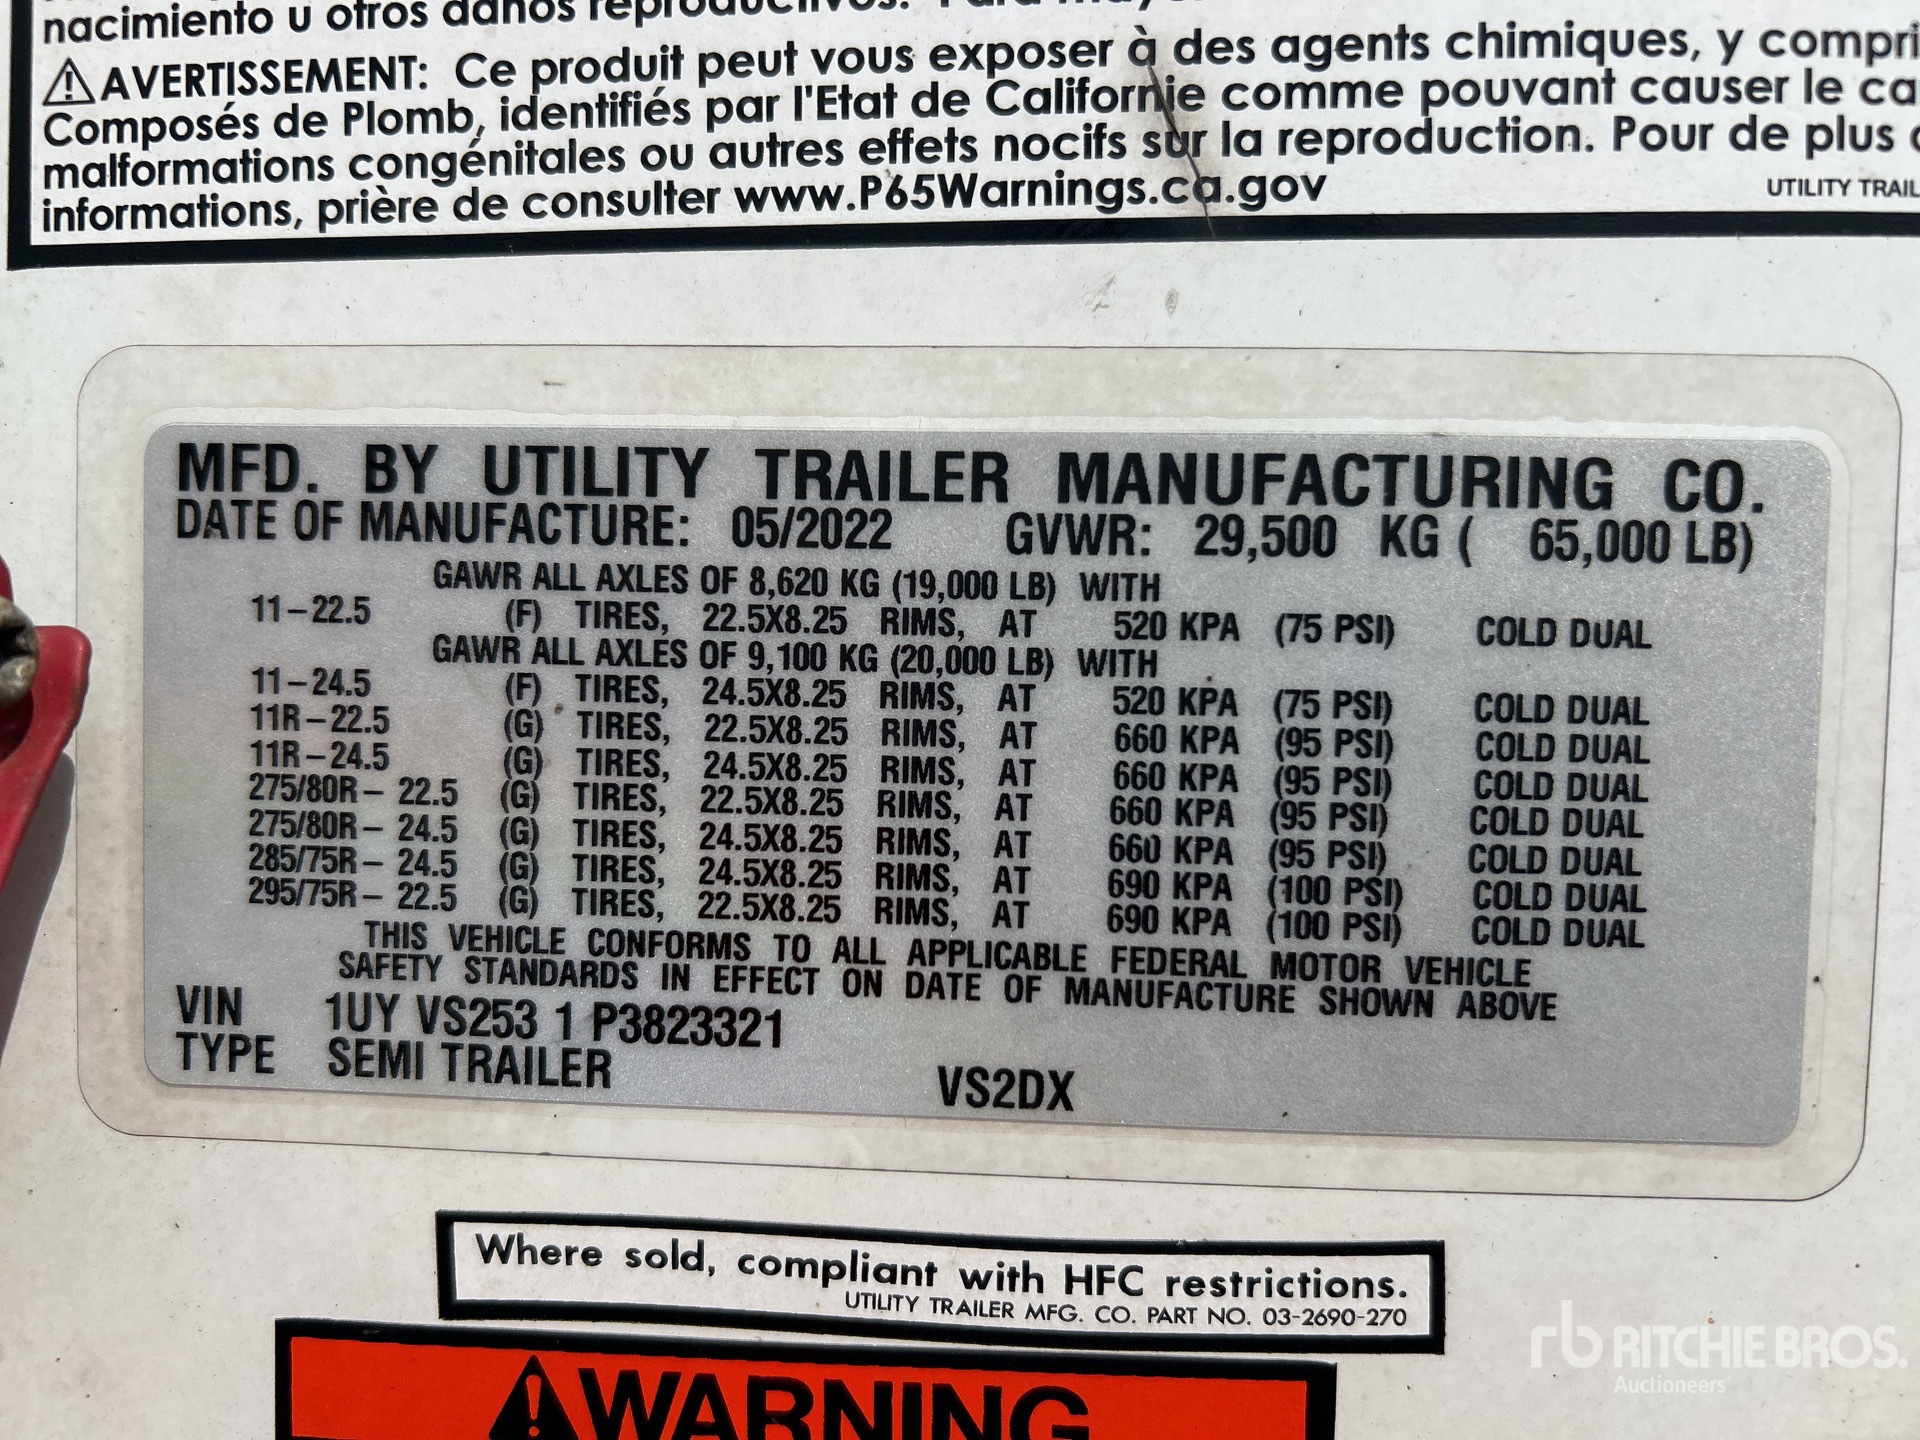 nacimiento u otros daños reproductivos. Para mayor
⚠AVERTISSEMENT: Ce produit peut vous exposer à des agents chimiques, y compri
Composés de Plomb, identifiés par l'Etat de Californie comme pouvant causer le ca
malformations congénitales ou autres effets nocifs sur la reproduction. Pour de plus
informations, prière de consulter www.P65Warnings.ca.gov
UTILITY TRAIL
MFD. BY UTILITY TRAILER MANUFACTURING CO.
DATE OF MANUFACTURE: 05/2022 GVWR: 29,500 KG ( 65,000 LB)
GAWR ALL AXLES OF 8,620 KG (19,000 LB) WITH
11-22.5 (F) TIRES, 22.5X8.25 RIMS, AT 520 KPA (75 PSI) COLD DUAL
GAWR ALL AXLES OF 9,100 KG (20,000 LB) WITH
11-24.5 (F) TIRES, 24.5X8.25 RIMS, AT 520 KPA (75 PSI) COLD DUAL
11R-22.5 (G) TIRES, 22.5X8.25 RIMS, AT 660 KPA (95 PSI) COLD DUAL
11R-24.5 (G) TIRES, 24.5X8.25 RIMS, AT 660 KPA (95 PSI) COLD DUAL
275/80R- 22.5 (G) TIRES, 22.5X8.25 RIMS, AT 660 KPA (95 PSI) COLD DUAL
275/80R- 24.5 (G) TIRES, 24.5X8.25 RIMS, AT 660 KPA (95 PSI) COLD DUAL
285/75R- 24.5 (G) TIRES, 24.5X8.25 RIMS, AT 690 KPA (100 PSI) COLD DUAL
295/75R- 22.5 (G) TIRES, 22.5X8.25 RIMS, AT 690 KPA (100 PSI) COLD DUAL
THIS VEHICLE CONFORMS TO ALL APPLICABLE FEDERAL MOTOR VEHICLE
SAFETY STANDARDS IN EFFECT ON DATE OF MANUFACTURE SHOWN ABOVE
VIN 1UY VS253 1 P3823321
TYPE SEMI TRAILER VS2DX
Where sold, compliant with HFC restrictions.
UTILITY TRAILER MFG. CO. PART NO. 03-2690-270
⚠WARNING
rb RITCHIE BROS.
Auctioneers